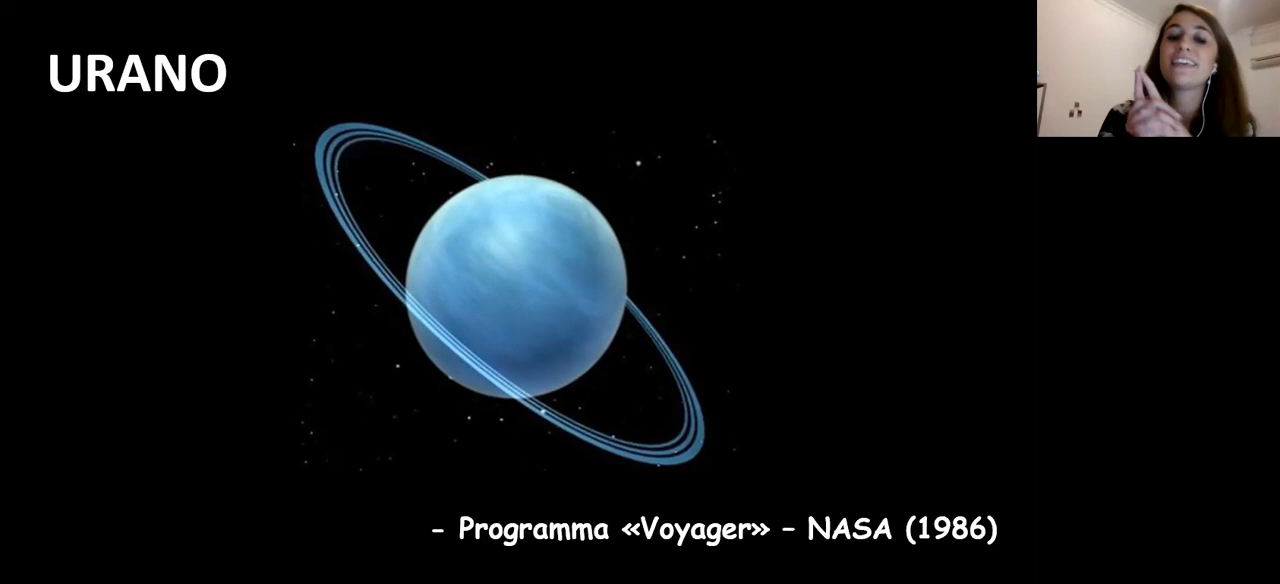 URANO
- Programma «Voyager» – NASA (1986)